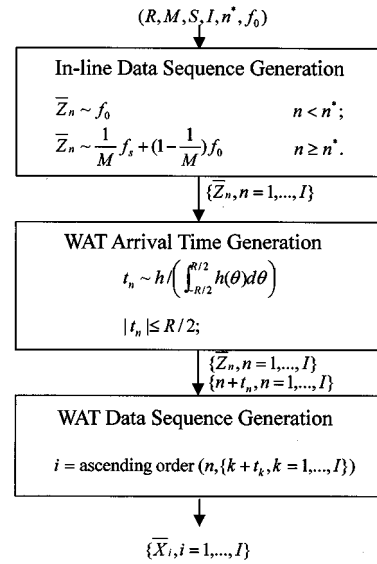 (R, M, S, I, n*, f₀)
In-line Data Sequence Generation
Z̅ₙ ~ f₀ n < n*;
Z̅ₙ ~ 1/M fₛ + (1 - 1/M) f₀ n ≥ n*.
{Z̅ₙ, n = 1,..., I}
WAT Arrival Time Generation
tₙ ~ h/(∫_{-R/2}^{R/2} h(θ)dθ)
| tₙ | ≤ R/2;
{Z̅ₙ, n = 1,..., I}
{n + tₙ, n = 1,..., I}
WAT Data Sequence Generation
i = ascending order (n, {k + tₖ, k = 1,..., I})
{X̅ᵢ, i = 1,..., I}